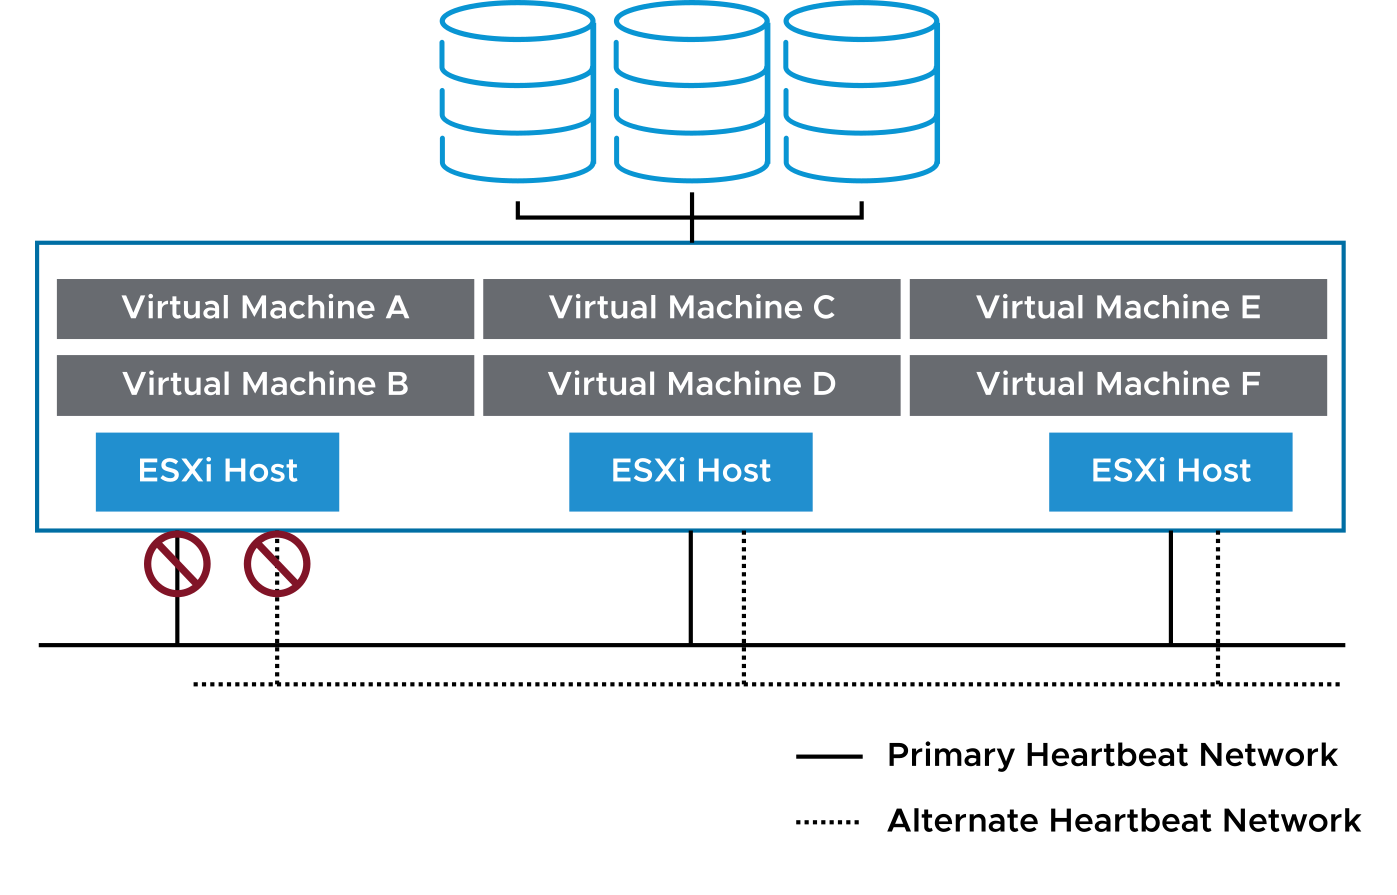 Virtual Machine A
Virtual Machine C
Virtual Machine E
Virtual Machine B
Virtual Machine D
Virtual Machine F
ESXi Host
ESXi Host
ESXi Host
Primary Heartbeat Network
Alternate Heartbeat Network